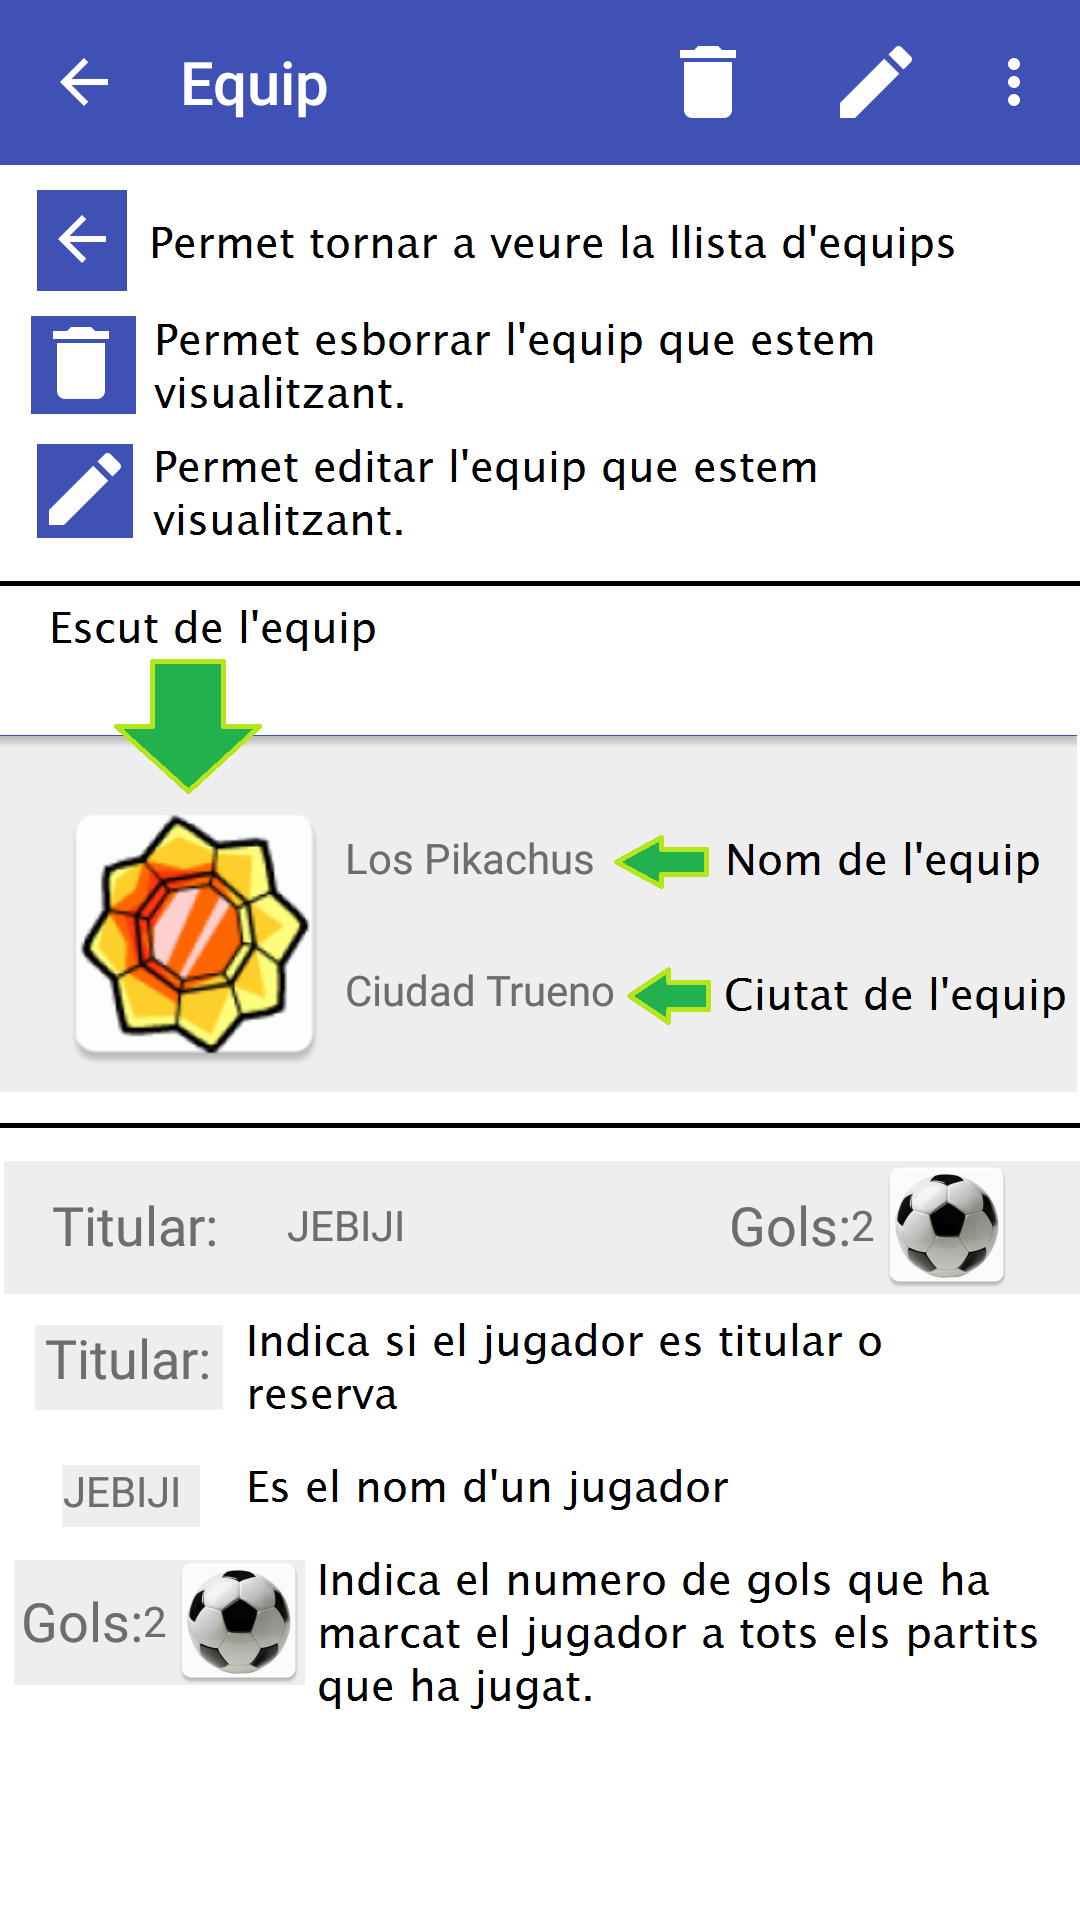 Equip
Permet tornar a veure la llista d'equips
Permet esborrar l'equip que estem
visualitzant.
Permet editar l'equip que estem
visualitzant.
Escut de l'equip
Los Pikachus
Nom de l'equip
Ciudad Trueno
Ciutat de l'equip
Titular: JEBIJI Gols:2
Titular:
Indica si el jugador es titular o
reserva
JEBIJI
Es el nom d'un jugador
Gols:2
Indica el numero de gols que ha
marcat el jugador a tots els partits
que ha jugat.